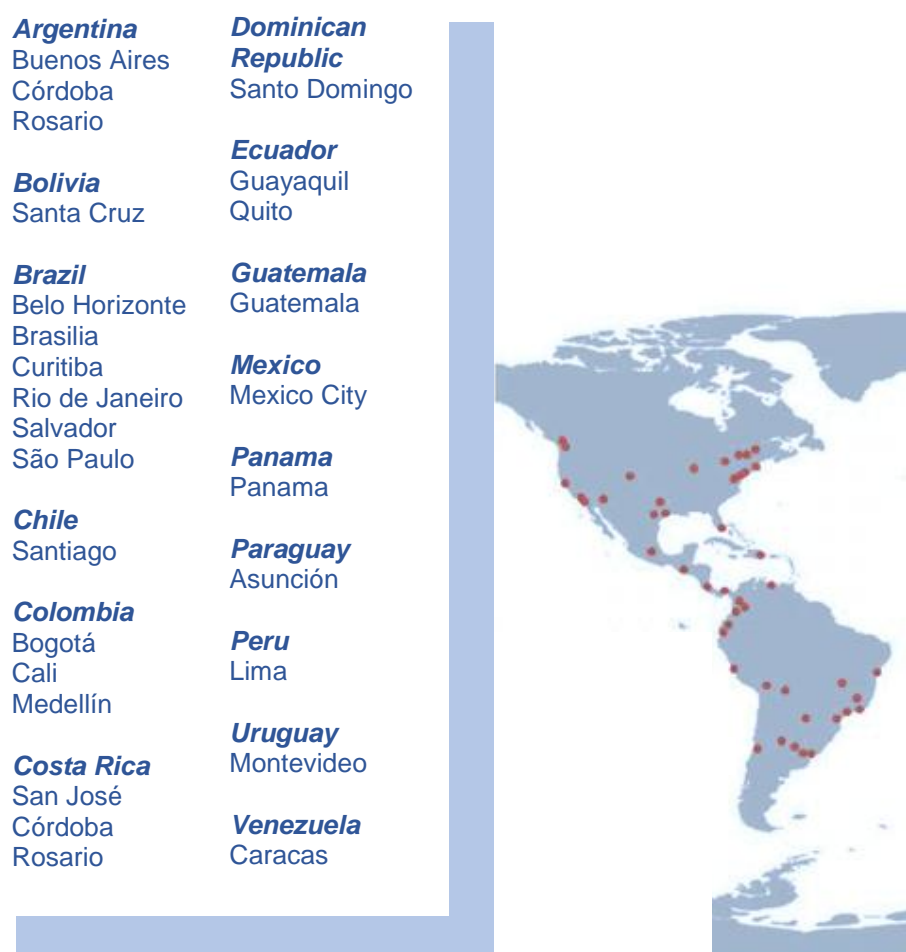 Argentina
Buenos Aires
Córdoba
Rosario
Bolivia
Santa Cruz
Brazil
Belo Horizonte
Brasilia
Curitiba
Rio de Janeiro
Salvador
São Paulo
Chile
Santiago
Colombia
Bogotá
Cali
Medellín
Costa Rica
San José
Córdoba
Rosario
Dominican
Republic
Santo Domingo
Ecuador
Guayaquil
Quito
Guatemala
Guatemala
Mexico
Mexico City
Panama
Panama
Paraguay
Asunción
Peru
Lima
Uruguay
Montevideo
Venezuela
Caracas